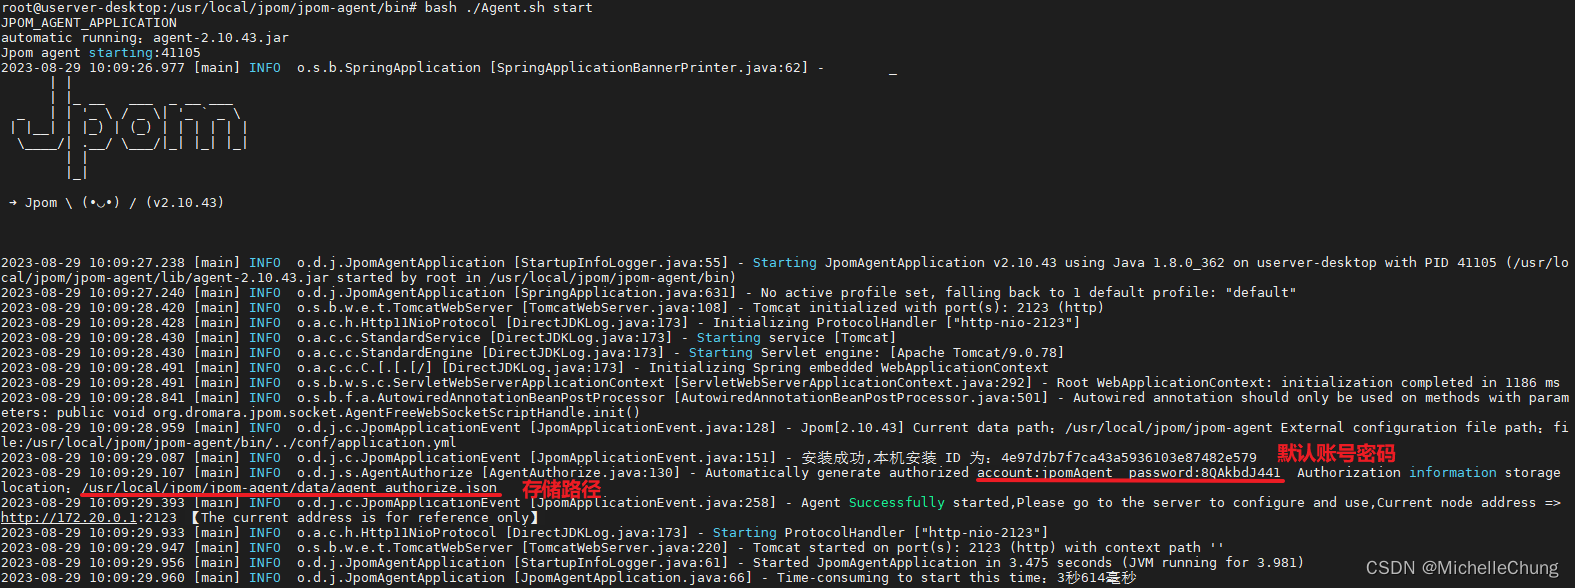 root@userver-desktop:/usr/local/jpom/jpom-agent/bin# bash ./Agent.sh start
JPOM_AGENT_APPLICATION
automatic running: agent-2.10.43.jar
Jpom agent starting:41105
2023-08-29 10:09:26.977 [main] INFO  o.s.b.SpringApplication [SpringApplicationBannerPrinter.java:62] -         _
      | |
      | |_ __   ___  _ __ ___
  _   | | '_ \ / _ \| '_ ` _ \
 | |__| | |_) | (_) | | | | | |
  \____/| .__/ \___/|_| |_| |_|
        | |
        |_|
 ➜ Jpom \ (•◡•) / (v2.10.43)
2023-08-29 10:09:27.238 [main] INFO  o.d.j.JpomAgentApplication [StartupInfoLogger.java:55] - Starting JpomAgentApplication v2.10.43 using Java 1.8.0_362 on userver-desktop with PID 41105 (/usr/lo
cal/jpom/jpom-agent/lib/agent-2.10.43.jar started by root in /usr/local/jpom/jpom-agent/bin)
2023-08-29 10:09:27.240 [main] INFO  o.d.j.JpomAgentApplication [SpringApplication.java:631] - No active profile set, falling back to 1 default profile: "default"
2023-08-29 10:09:28.420 [main] INFO  o.s.b.w.e.t.TomcatWebServer [TomcatWebServer.java:108] - Tomcat initialized with port(s): 2123 (http)
2023-08-29 10:09:28.428 [main] INFO  o.a.c.h.Http11NioProtocol [DirectJDKLog.java:173] - Initializing ProtocolHandler ["http-nio-2123"]
2023-08-29 10:09:28.430 [main] INFO  o.a.c.c.StandardService [DirectJDKLog.java:173] - Starting service [Tomcat]
2023-08-29 10:09:28.430 [main] INFO  o.a.c.c.StandardEngine [DirectJDKLog.java:173] - Starting Servlet engine: [Apache Tomcat/9.0.78]
2023-08-29 10:09:28.491 [main] INFO  o.a.c.c.C.[.[.[/] [DirectJDKLog.java:173] - Initializing Spring embedded WebApplicationContext
2023-08-29 10:09:28.491 [main] INFO  o.s.b.w.s.c.ServletWebServerApplicationContext [ServletWebServerApplicationContext.java:292] - Root WebApplicationContext: initialization completed in 1186 ms
2023-08-29 10:09:28.841 [main] INFO  o.s.b.f.a.AutowiredAnnotationBeanPostProcessor [AutowiredAnnotationBeanPostProcessor.java:501] - Autowired annotation should only be used on methods with param
eters: public void org.dromara.jpom.socket.AgentFreeWebSocketScriptHandle.init()
2023-08-29 10:09:28.959 [main] INFO  o.d.j.c.JpomApplicationEvent [JpomApplicationEvent.java:128] - Jpom[2.10.43] Current data path：/usr/local/jpom/jpom-agent External configuration file path：fi
le:/usr/local/jpom/jpom-agent/bin/../conf/application.yml
2023-08-29 10:09:29.087 [main] INFO  o.d.j.c.JpomApplicationEvent [JpomApplicationEvent.java:151] - 安装成功,本机安装 ID 为：4e97d7b7f7ca43a5936103e87482e579 默认账号密码
2023-08-29 10:09:29.107 [main] INFO  o.d.j.s.AgentAuthorize [AgentAuthorize.java:130] - Automatically generate authorized account:jpomAgent  password:8QAkbdJ441  Authorization information storage
location：/usr/local/jpom/jpom-agent/data/agent_authorize.json 存储路径
2023-08-29 10:09:29.393 [main] INFO  o.d.j.c.JpomApplicationEvent [JpomApplicationEvent.java:258] - Agent Successfully started,Please go to the server to configure and use,Current node address =>
http://172.20.0.1:2123 【The current address is for reference only】
2023-08-29 10:09:29.933 [main] INFO  o.a.c.h.Http11NioProtocol [DirectJDKLog.java:173] - Starting ProtocolHandler ["http-nio-2123"]
2023-08-29 10:09:29.947 [main] INFO  o.s.b.w.e.t.TomcatWebServer [TomcatWebServer.java:220] - Tomcat started on port(s): 2123 (http) with context path ''
2023-08-29 10:09:29.956 [main] INFO  o.d.j.JpomAgentApplication [StartupInfoLogger.java:61] - Started JpomAgentApplication in 3.475 seconds (JVM running for 3.981)
2023-08-29 10:09:29.960 [main] INFO  o.d.j.JpomAgentApplication [JpomAgentApplication.java:66] - Time-consuming to start this time：3秒614毫秒
CSDN @MichelleChung